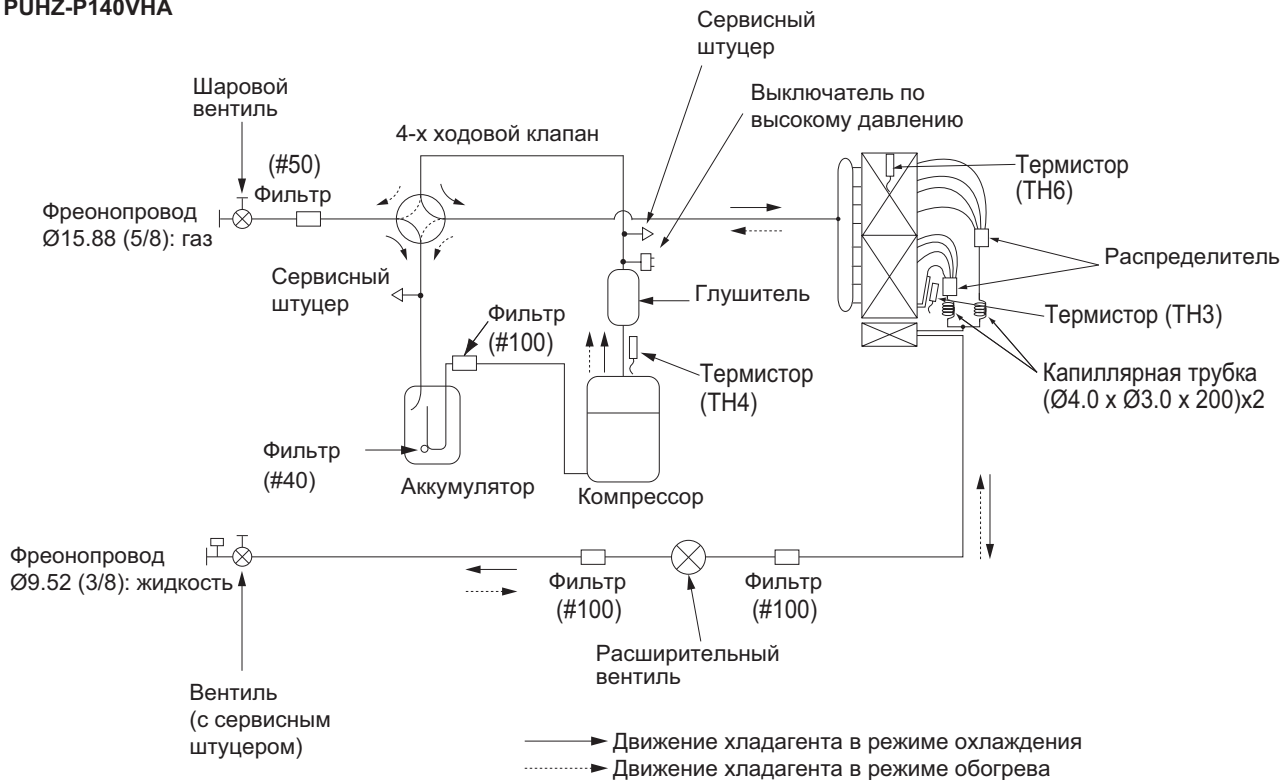 PUHZ-P140VHA
Сервисный
штуцер
Шаровой
вентиль
Выключатель по
высокому давлению
4-х ходовой клапан
(#50)
Фильтр
Термистор
(TH6)
Фреонопровод
Ø15.88 (5/8): газ
Распределитель
Сервисный
штуцер
Глушитель
Фильтр
(#100)
Термистор (TH3)
Термистор
(TH4)
Капиллярная трубка
(Ø4.0 x Ø3.0 x 200)x2
Фильтр
(#40)
Аккумулятор
Компрессор
Фреонопровод
Ø9.52 (3/8): жидкость
Фильтр
(#100)
Фильтр
(#100)
Расширительный
вентиль
Вентиль
(с сервисным
штуцером)
Движение хладагента в режиме охлаждения
Движение хладагента в режиме обогрева